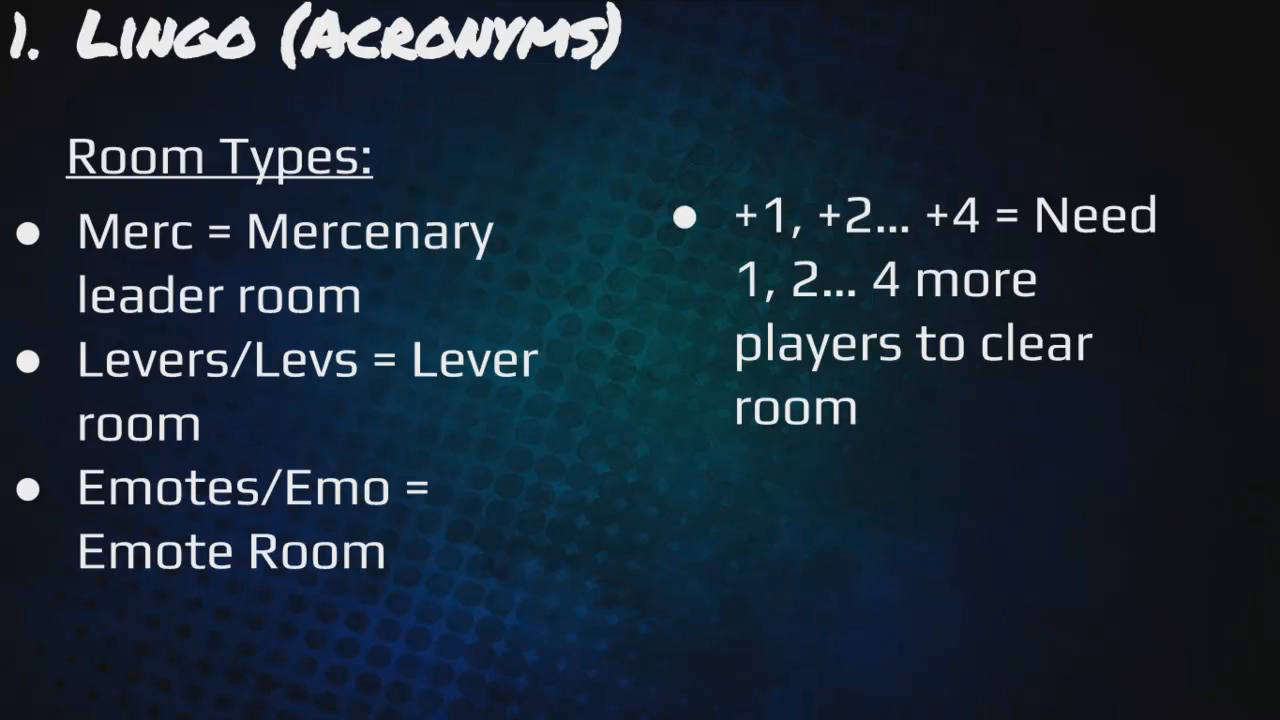 1. Lingo (Acronyms)
Room Types:
● Merc = Mercenary
leader room
● Levers/Levs = Lever
room
● Emotes/Emo =
Emote Room
● +1, +2... +4 = Need
1, 2... 4 more
players to clear
room